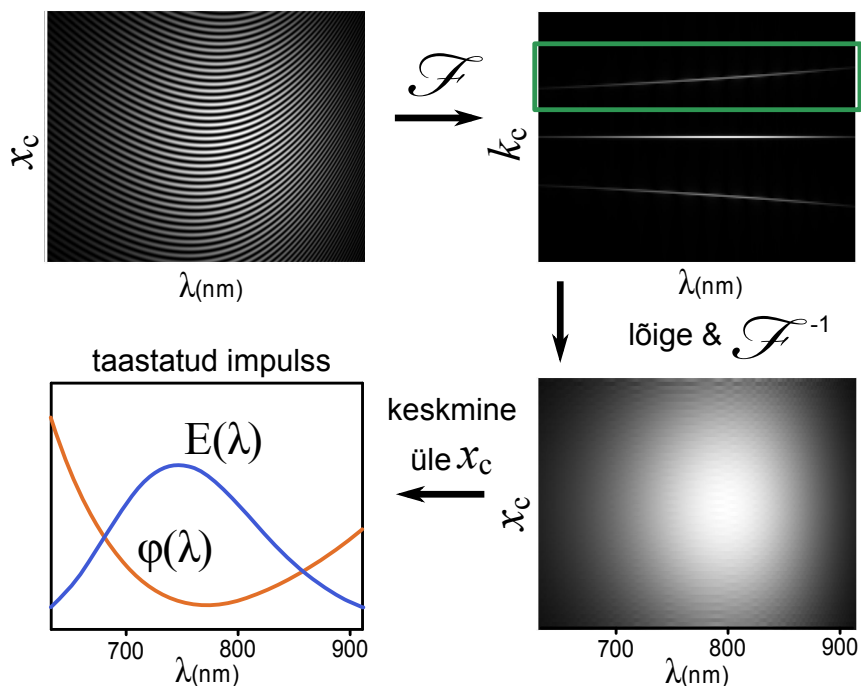 x_c
λ(nm)
ℱ
k_c
λ(nm)
lõige & ℱ⁻¹
x_c
700 800 900
λ(nm)
keskmine
üle x_c
taastatud impulss
E(λ)
φ(λ)
700 800 900
λ(nm)